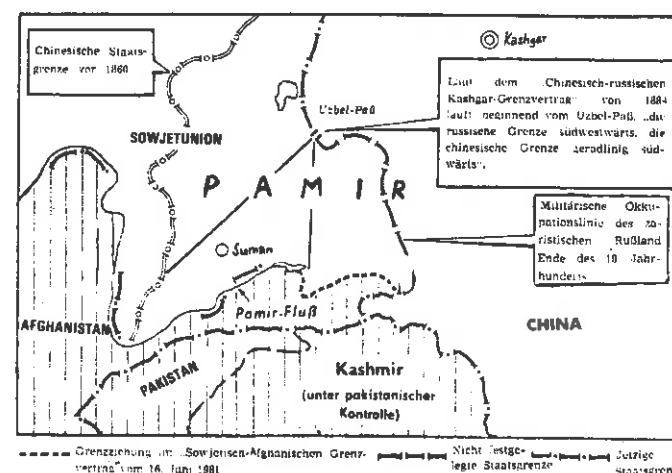 Chinesische Staats-
grenze vor 1860
Kashgar
Laut dem „Chinesisch-russischen
Kashgar-Grenzvertrag" von 1884
läuft beginnend vom Uzbel-Paß „die
russische Grenze südwestwärts, die
chinesische Grenze geradlinig süd-
wärts".
Uzbel-Paß
SOWJETUNION
PAMIR
Militärische Okku-
pationslinie des za-
ristischen Rußland
Ende des 19 Jahr-
hunderts
Suman
Pamir-Fluß
AFGHANISTAN
CHINA
PAKISTAN
Kashmir
(unter pakistanischer
Kontrolle)
Grenzziehung im „Sowjetisch-Afghanischen Grenz-
vertrag" vom 16. Juni 1981
Nicht festge-
legte Staatsgrenze
Jetzige
Staatsgren